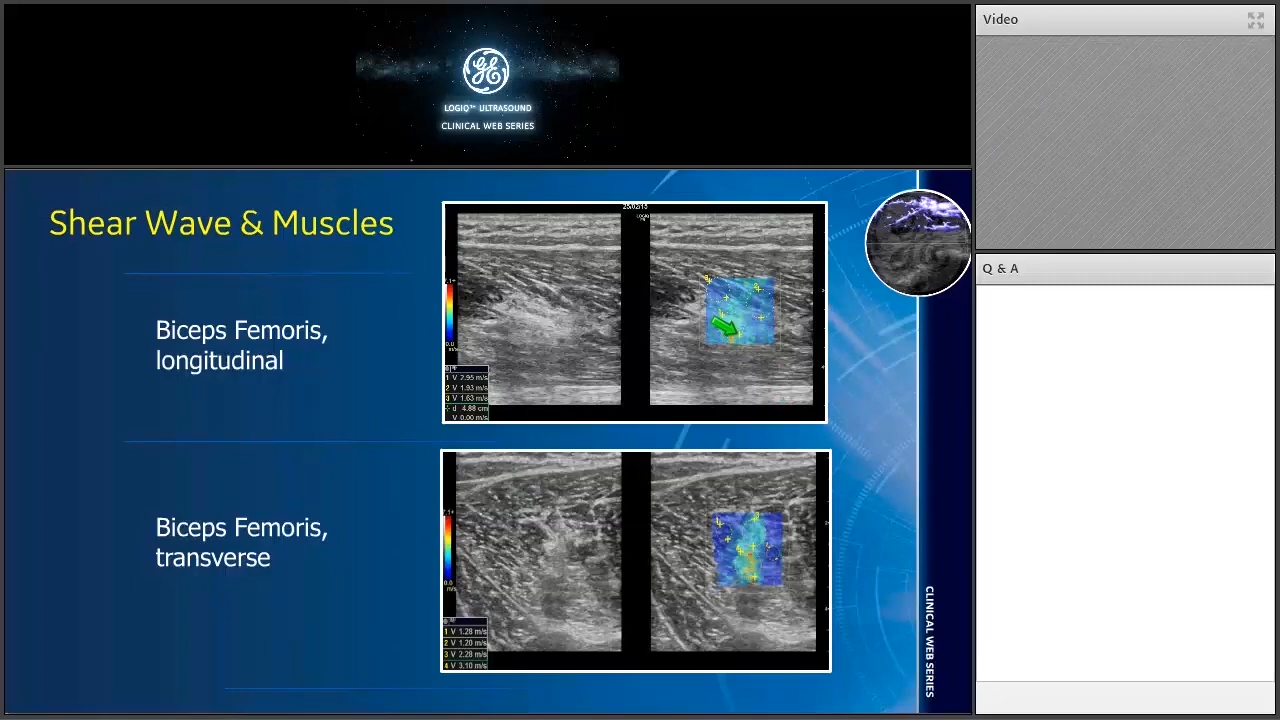 LOGIQ™ ULTRASOUND
CLINICAL WEB SERIES
Video
Q & A
Shear Wave & Muscles
Biceps Femoris,
longitudinal
1 V 2.95 m/s
2 V 1.93 m/s
3 V 1.63 m/s
d 4.88 cm
V 0.00 m/s
Biceps Femoris,
transverse
1 V 1.28 m/s
2 V 1.20 m/s
3 V 2.28 m/s
4 V 3.10 m/s
CLINICAL WEB SERIES